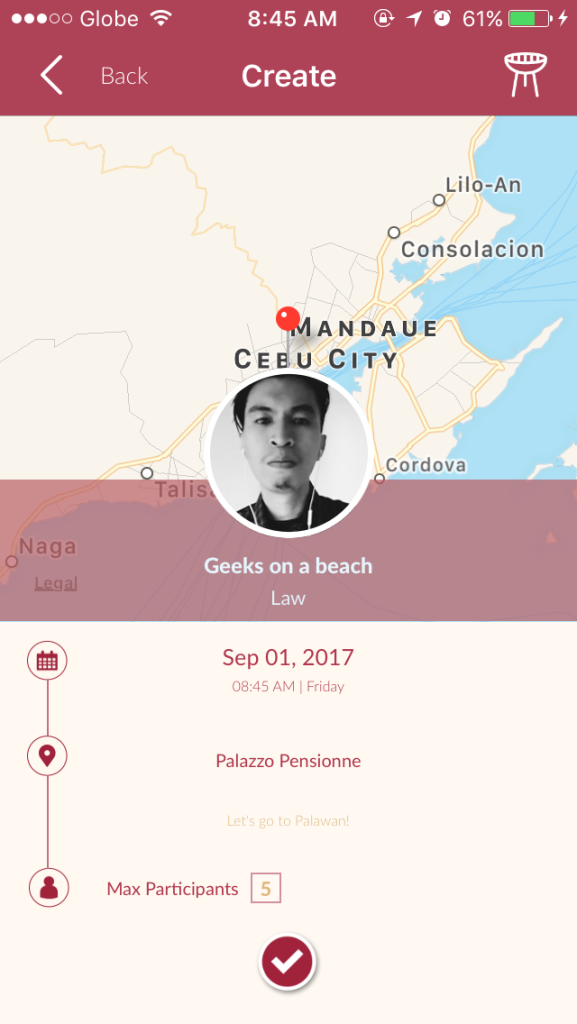 Globe 8:45 AM 61%
Back Create
Lilo-An
Consolacion
MANDAUE
CEBU CITY
Cordova
Talisa
Naga
Legal
Geeks on a beach
Law
Sep 01, 2017
08:45 AM | Friday
Palazzo Pensionne
Let's go to Palawan!
Max Participants 5